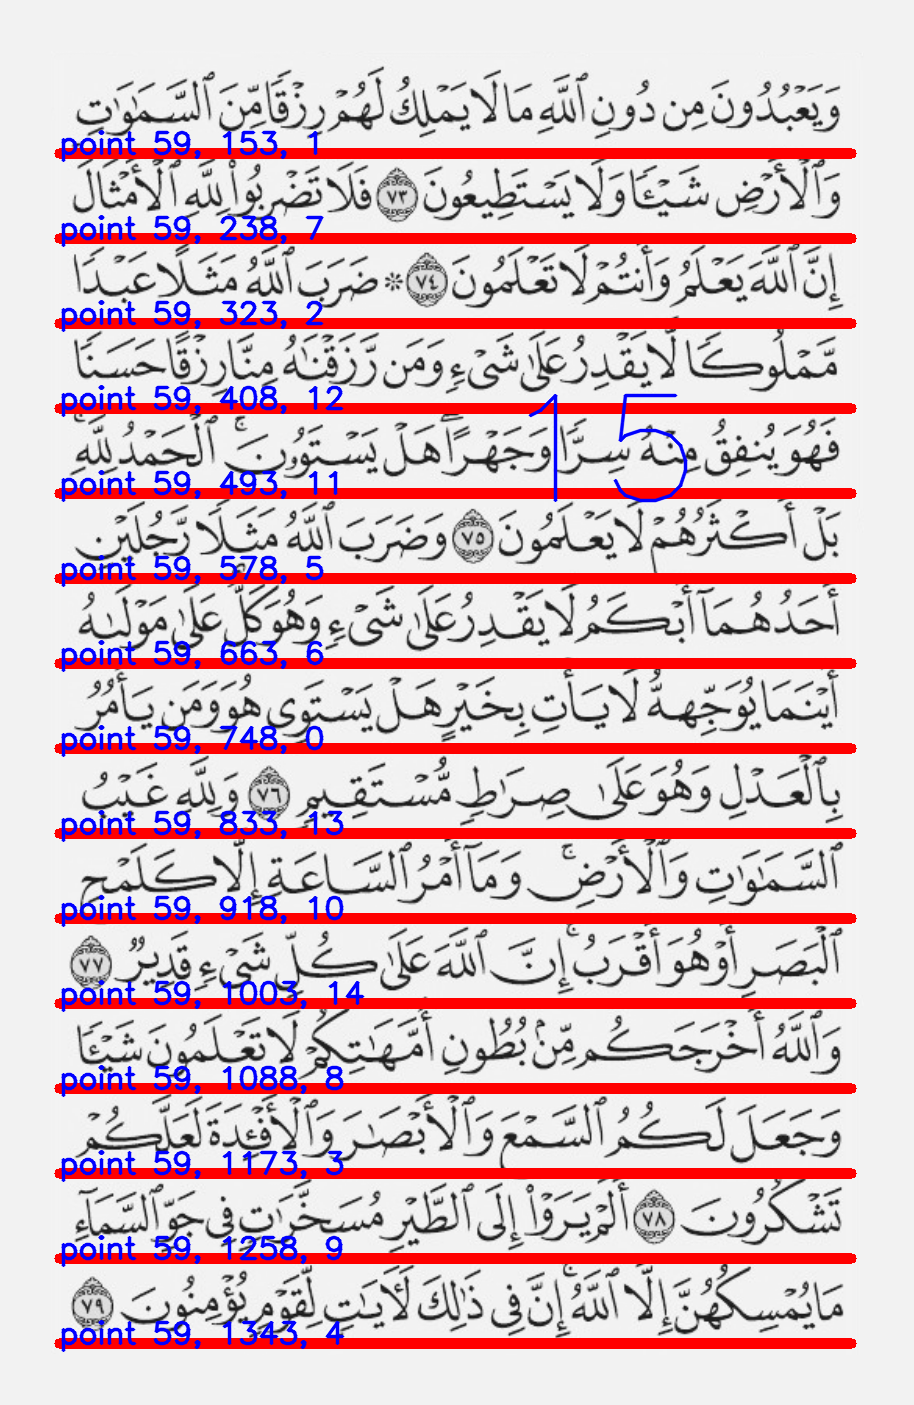 وَيَعْبُدُونَ مِن دُونِ ٱللَّهِ مَا لَا يَمْلِكُ لَهُمْ رِزْقًا مِّنَ ٱلسَّمَٰوَٰتِ
point 59, 153, 1
وَٱلْأَرْضِ شَيْـًٔا وَلَا يَسْتَطِيعُونَ ٧٣ فَلَا تَضْرِبُوا۟ لِلَّهِ ٱلْأَمْثَالَ
point 59, 238, 7
إِنَّ ٱللَّهَ يَعْلَمُ وَأَنتُمْ لَا تَعْلَمُونَ ٧٤ * ضَرَبَ ٱللَّهُ مَثَلًا عَبْدًا
point 59, 323, 2
مَّمْلُوكًا لَّا يَقْدِرُ عَلَىٰ شَىْءٍ وَمَن رَّزَقْنَٰهُ مِنَّا رِزْقًا حَسَنًا
point 59, 408, 12
فَهُوَ يُنفِقُ مِنْهُ سِرًّا وَجَهْرًا ۖ هَلْ يَسْتَوُۥنَ ۚ ٱلْحَمْدُ لِلَّهِ ۚ
15
point 59, 493, 11
بَلْ أَكْثَرُهُمْ لَا يَعْلَمُونَ ٧٥ وَضَرَبَ ٱللَّهُ مَثَلًا رَّجُلَيْنِ
point 59, 578, 5
أَحَدُهُمَآ أَبْكَمُ لَا يَقْدِرُ عَلَىٰ شَىْءٍ وَهُوَ كَلٌّ عَلَىٰ مَوْلَىٰهُ
point 59, 663, 6
أَيْنَمَا يُوَجِّههُّ لَا يَأْتِ بِخَيْرٍ هَلْ يَسْتَوِى هُوَ وَمَن يَأْمُرُ
point 59, 748, 0
بِٱلْعَدْلِ وَهُوَ عَلَىٰ صِرَٰطٍ مُّسْتَقِيمٍ ٧٦ وَلِلَّهِ غَيْبُ
point 59, 833, 13
ٱلسَّمَٰوَٰتِ وَٱلْأَرْضِ ۚ وَمَآ أَمْرُ ٱلسَّاعَةِ إِلَّا كَلَمْحِ
point 59, 918, 10
ٱلْبَصَرِ أَوْ هُوَ أَقْرَبُ ۚ إِنَّ ٱللَّهَ عَلَىٰ كُلِّ شَىْءٍ قَدِيرٌ ٧٧
point 59, 1003, 14
وَٱللَّهُ أَخْرَجَكُم مِّنۢ بُطُونِ أُمَّهَٰتِكُمْ لَا تَعْلَمُونَ شَيْـًٔا
point 59, 1088, 8
وَجَعَلَ لَكُمُ ٱلسَّمْعَ وَٱلْأَبْصَٰرَ وَٱلْأَفْـِٔدَةَ لَعَلَّكُمْ
point 59, 1173, 3
تَشْكُرُونَ ٧٨ أَلَمْ يَرَوْا۟ إِلَى ٱلطَّيْرِ مُسَخَّرَٰتٍ فِى جَوِّ ٱلسَّمَآءِ
point 59, 1258, 9
مَا يُمْسِكُهُنَّ إِلَّا ٱللَّهُ ۗ إِنَّ فِى ذَٰلِكَ لَـَٔايَٰتٍ لِّقَوْمٍ يُؤْمِنُونَ ٧٩
point 59, 1343, 4